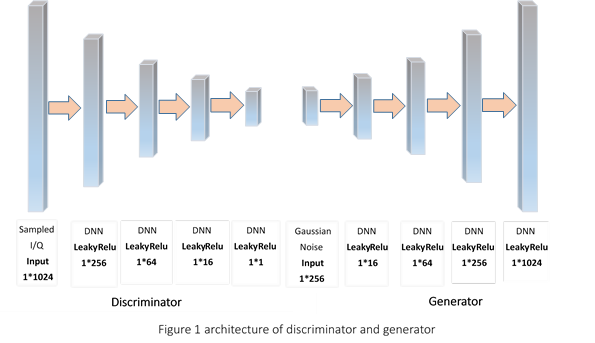 Sampled
I/Q
Input
1*1024
DNN
LeakyRelu
1*256
DNN
LeakyRelu
1*64
DNN
LeakyRelu
1*16
DNN
LeakyRelu
1*1
Gaussian
Noise
Input
1*256
DNN
LeakyRelu
1*16
DNN
LeakyRelu
1*64
DNN
LeakyRelu
1*256
DNN
LeakyRelu
1*1024
Discriminator
Generator
Figure 1 architecture of discriminator and generator